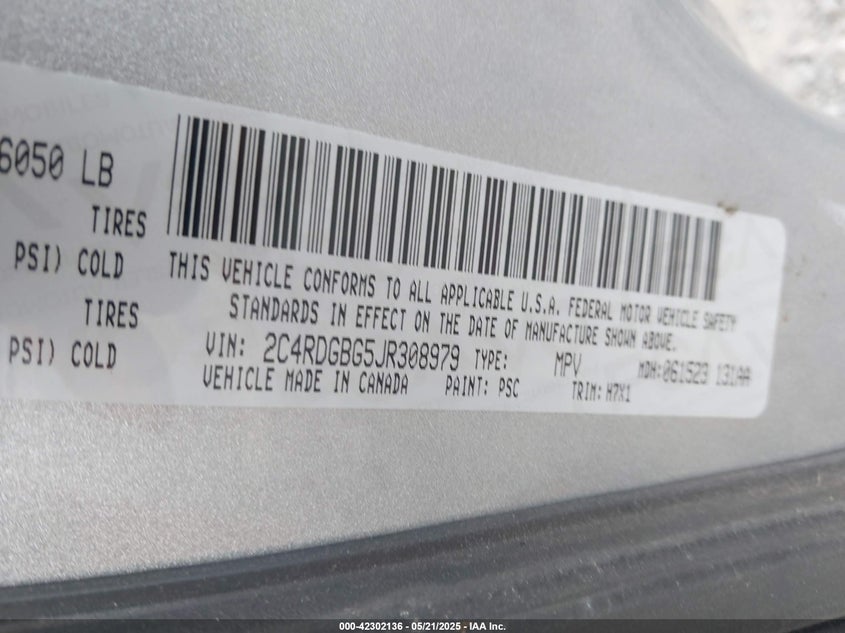 6050 LB
TIRES
PSI) COLD
TIRES
PSI) COLD
THIS VEHICLE CONFORMS TO ALL APPLICABLE U.S.A. FEDERAL MOTOR VEHICLE SAFETY
STANDARDS IN EFFECT ON THE DATE OF MANUFACTURE SHOWN ABOVE.
VIN: 2C4RDGBG5JR308979 TYPE: MPV MDH:061523 131AA
VEHICLE MADE IN CANADA PAINT: PSC TRIM: H7X1
000-42302136 - 05/21/2025 - IAA Inc.